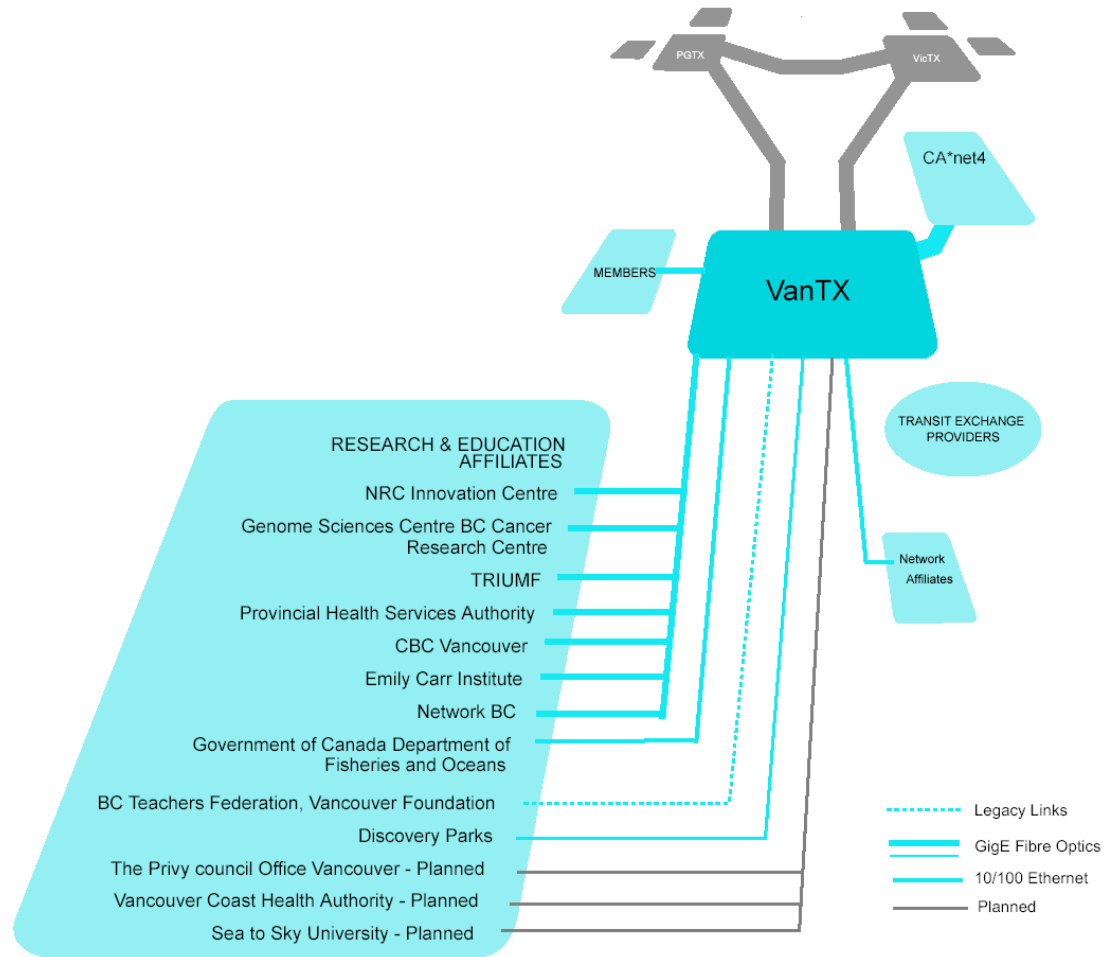 PGTX
VicTX
CA*net4
MEMBERS
VanTX
TRANSIT EXCHANGE
PROVIDERS
RESEARCH & EDUCATION
AFFILIATES
NRC Innovation Centre
Genome Sciences Centre BC Cancer
Research Centre
TRIUMF
Provincial Health Services Authority
CBC Vancouver
Emily Carr Institute
Network BC
Government of Canada Department of
Fisheries and Oceans
BC Teachers Federation, Vancouver Foundation
Discovery Parks
The Privy council Office Vancouver - Planned
Vancouver Coast Health Authority - Planned
Sea to Sky University - Planned
Network
Affiliates
Legacy Links
GigE Fibre Optics
10/100 Ethernet
Planned